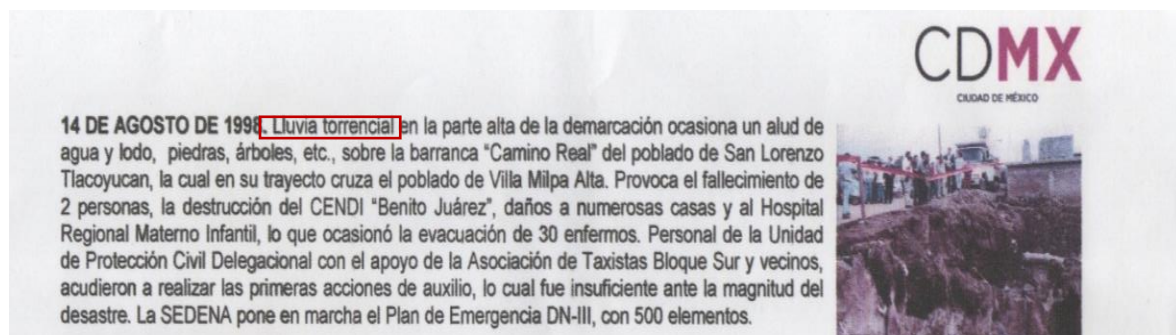 CDMX
CIUDAD DE MÉXICO
14 DE AGOSTO DE 1998. Lluvia torrencial en la parte alta de la demarcación ocasiona un alud de
agua y lodo, piedras, árboles, etc., sobre la barranca “Camino Real” del poblado de San Lorenzo
Tlacoyucan, la cual en su trayecto cruza el poblado de Villa Milpa Alta. Provoca el fallecimiento de
2 personas, la destrucción del CENDI “Benito Juárez”, daños a numerosas casas y al Hospital
Regional Materno Infantil, lo que ocasionó la evacuación de 30 enfermos. Personal de la Unidad
de Protección Civil Delegacional con el apoyo de la Asociación de Taxistas Bloque Sur y vecinos,
acudieron a realizar las primeras acciones de auxilio, lo cual fue insuficiente ante la magnitud del
desastre. La SEDENA pone en marcha el Plan de Emergencia DN-III, con 500 elementos.